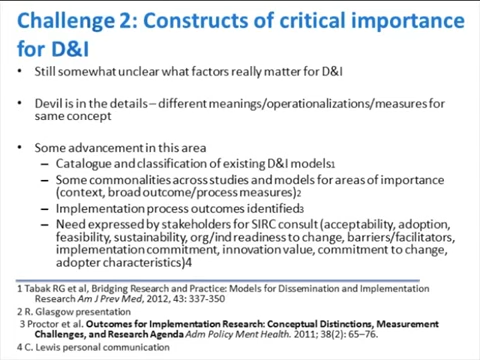 Challenge 2: Constructs of critical importance
for D&I
• Still somewhat unclear what factors really matter for D&I
• Devil is in the details – different meanings/operationalizations/measures for
same concept
• Some advancement in this area
– Catalogue and classification of existing D&I models1
– Some commonalities across studies and models for areas of importance
(context, broad outcome/process measures)2
– Implementation process outcomes identified3
– Need expressed by stakeholders for SIRC consult (acceptability, adoption,
feasibility, sustainability, org/ind readiness to change, barriers/facilitators,
implementation commitment, innovation value, commitment to change,
adopter characteristics)4
1 Tabak RG et al, Bridging Research and Practice: Models for Dissemination and Implementation
Research Am J Prev Med, 2012, 43: 337-350
2 R. Glasgow presentation
3 Proctor et al. Outcomes for Implementation Research: Conceptual Distinctions, Measurement
Challenges, and Research Agenda Adm Policy Ment Health. 2011; 38(2): 65–76.
4 C. Lewis personal communication